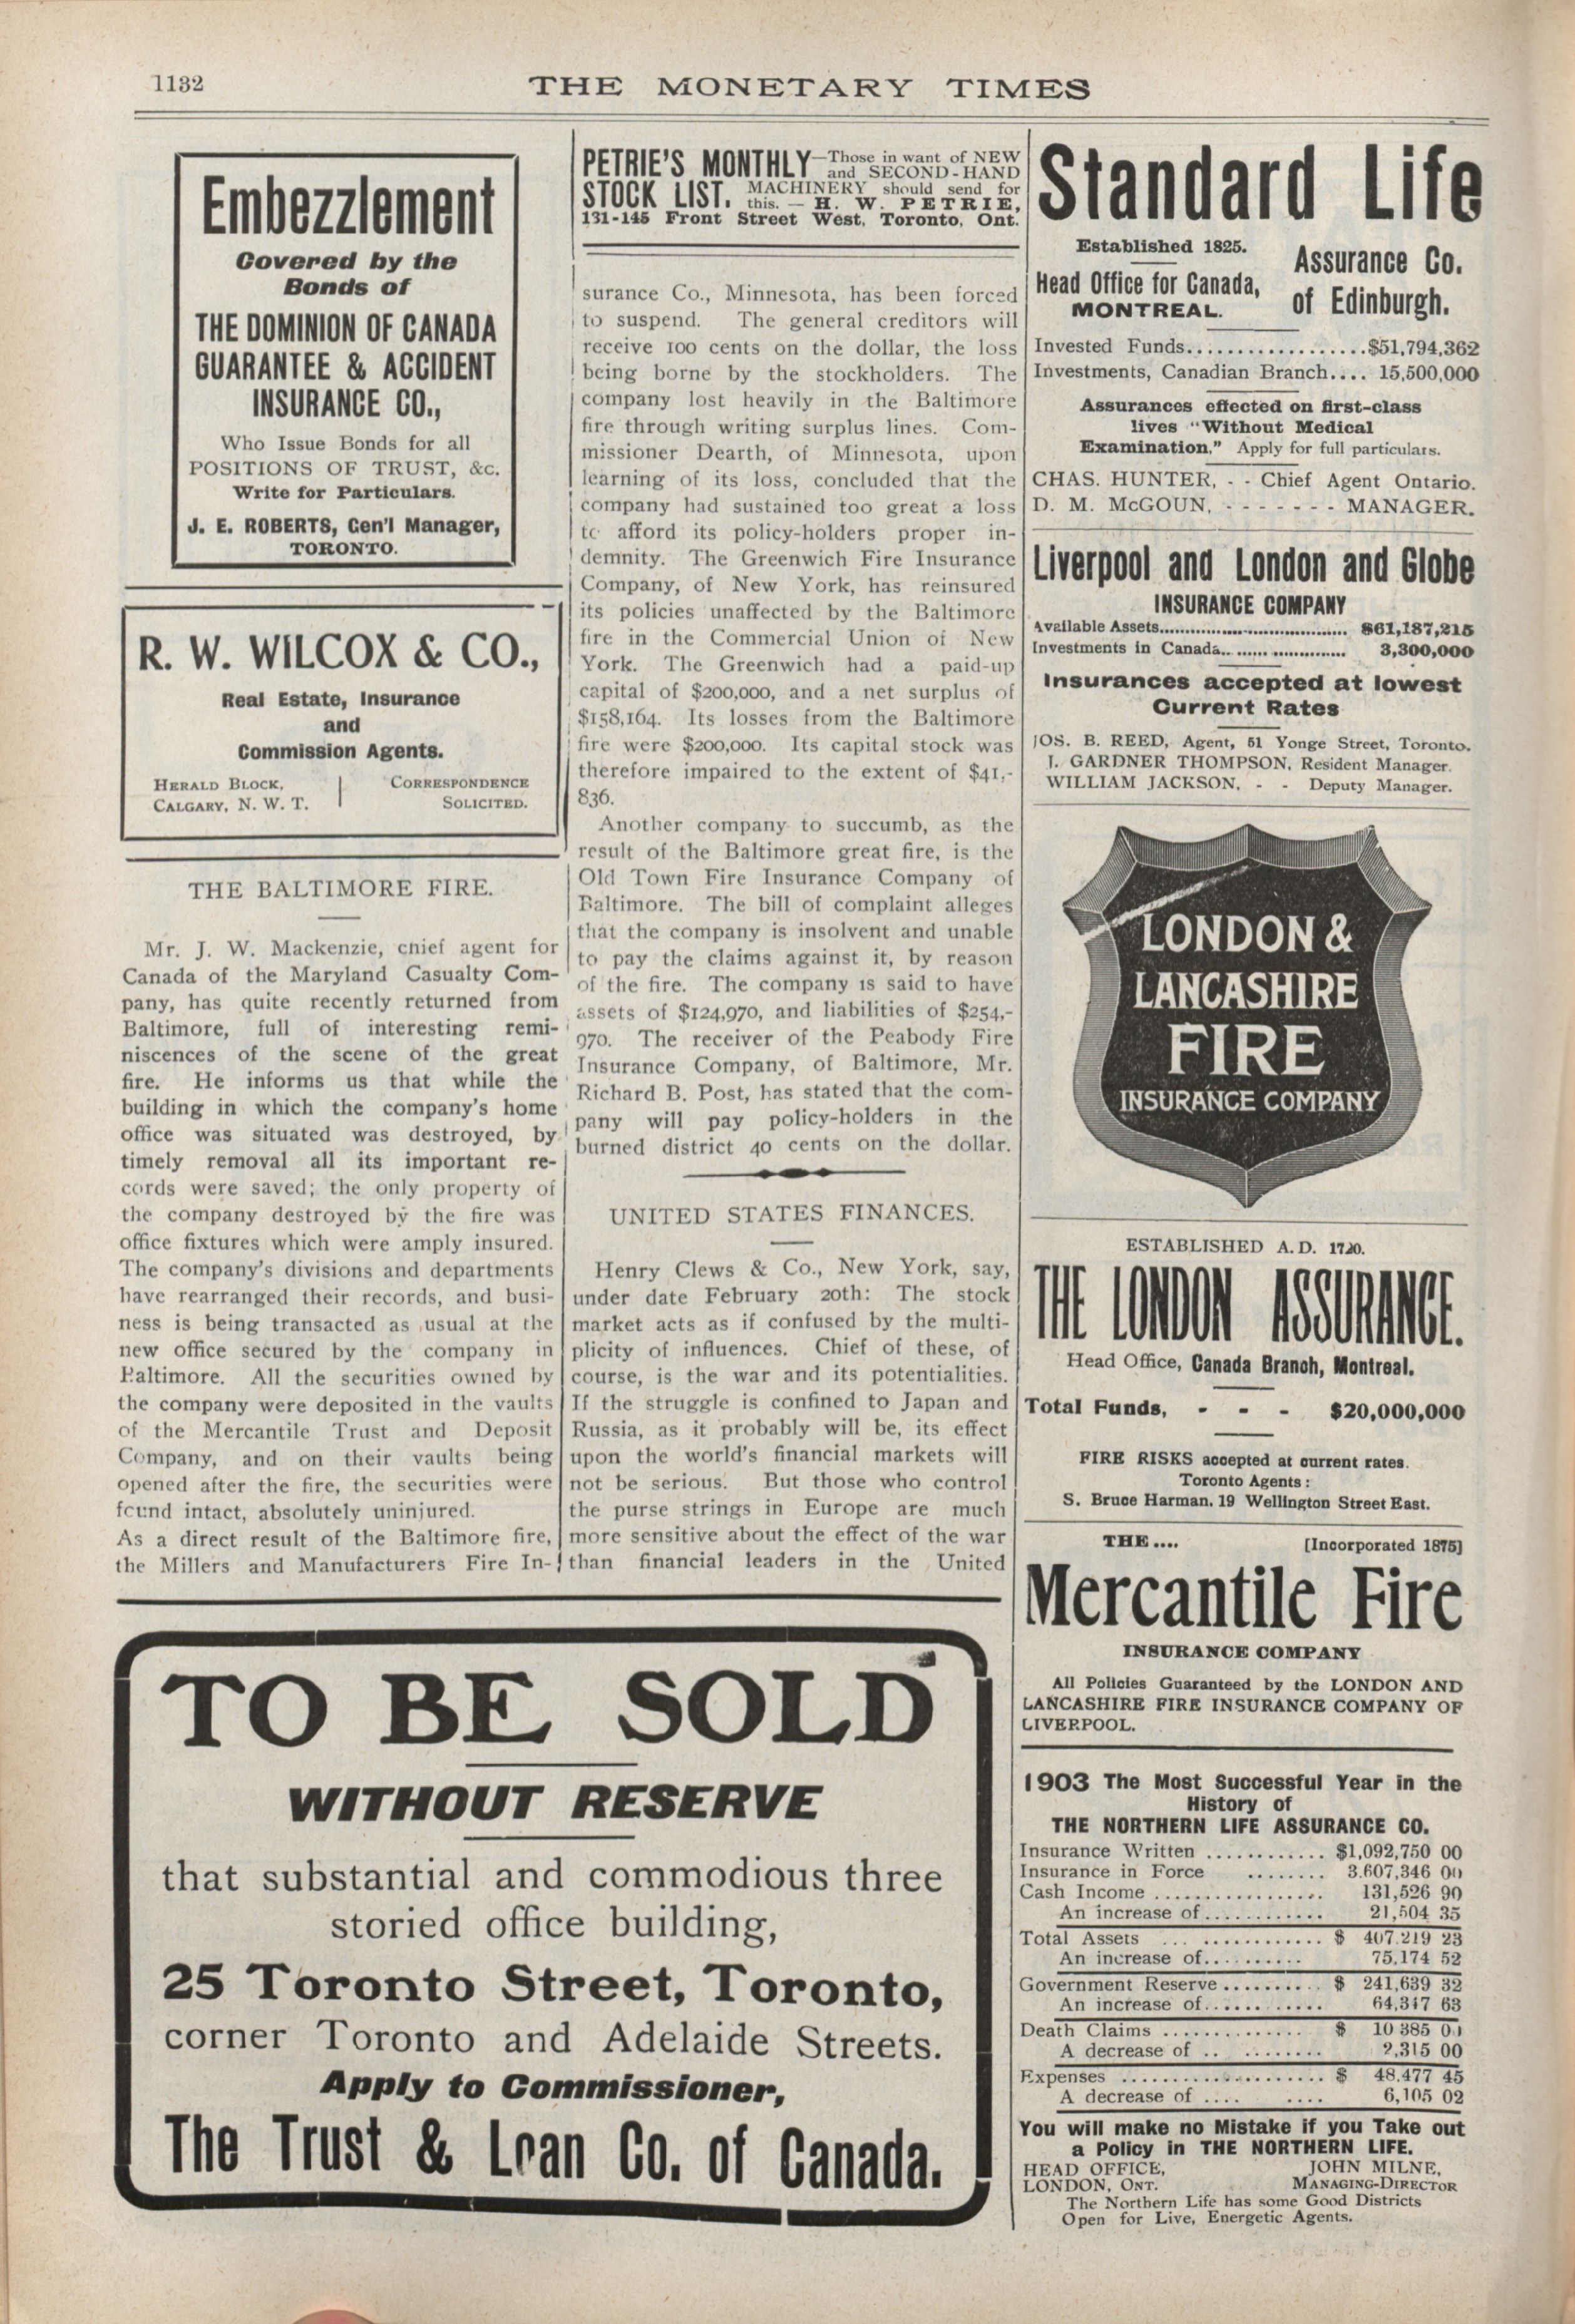 1132
THE MONETARY TIMES
Embezzlement
Covered by the
Bonds of
THE DOMINION OF CANADA
GUARANTEE & ACCIDENT
INSURANCE CO.,
Who Issue Bonds for all
POSITIONS OF TRUST, &c.
Write for Particulars.
J. E. ROBERTS, Gen'l Manager,
TORONTO.
R. W. WILCOX & CO.,
Real Estate, Insurance
and
Commission Agents.
HERALD BLOCK,
CALGARY, N. W. T.
CORRESPONDENCE
SOLICITED.
THE BALTIMORE FIRE.
Mr. J. W. Mackenzie, chief agent for
Canada of the Maryland Casualty Com-
pany, has quite recently returned from
Baltimore, full of interesting remi-
niscences of the scene of the great
fire. He informs us that while the
building in which the company's home
office was situated was destroyed, by
timely removal all its important re-
cords were saved; the only property of
the company destroyed by the fire was
office fixtures which were amply insured.
The company's divisions and departments
have rearranged their records, and busi-
ness is being transacted as usual at the
new office secured by the company in
Baltimore. All the securities owned by
the company were deposited in the vaults
of the Mercantile Trust and Deposit
Company, and on their vaults being
opened after the fire, the securities were
found intact, absolutely uninjured.
As a direct result of the Baltimore fire,
the Millers and Manufacturers Fire In-
PETRIE'S MONTHLY—Those in want of NEW
and SECOND-HAND
STOCK LIST. MACHINERY should send for
this. — H. W. PETRIE,
131-145 Front Street West, Toronto, Ont.
surance Co., Minnesota, has been forced
to suspend. The general creditors will
receive 100 cents on the dollar, the loss
being borne by the stockholders. The
company lost heavily in the Baltimore
fire through writing surplus lines. Com-
missioner Dearth, of Minnesota, upon
learning of its loss, concluded that the
company had sustained too great a loss
to afford its policy-holders proper in-
demnity. The Greenwich Fire Insurance
Company, of New York, has reinsured
its policies unaffected by the Baltimore
fire in the Commercial Union of New
York. The Greenwich had a paid-up
capital of $200,000, and a net surplus of
$158,164. Its losses from the Baltimore
fire were $200,000. Its capital stock was
therefore impaired to the extent of $41,-
836.
Another company to succumb, as the
result of the Baltimore great fire, is the
Old Town Fire Insurance Company of
Baltimore. The bill of complaint alleges
that the company is insolvent and unable
to pay the claims against it, by reason
of the fire. The company is said to have
assets of $124,970, and liabilities of $254,-
970. The receiver of the Peabody Fire
Insurance Company, of Baltimore, Mr.
Richard B. Post, has stated that the com-
pany will pay policy-holders in the
burned district 40 cents on the dollar.
UNITED STATES FINANCES.
Henry Clews & Co., New York, say,
under date February 20th: The stock
market acts as if confused by the multi-
plicity of influences. Chief of these, of
course, is the war and its potentialities.
If the struggle is confined to Japan and
Russia, as it probably will be, its effect
upon the world's financial markets will
not be serious. But those who control
the purse strings in Europe are much
more sensitive about the effect of the war
than financial leaders in the United
TO BE SOLD
WITHOUT RESERVE
that substantial and commodious three
storied office building,
25 Toronto Street, Toronto,
corner Toronto and Adelaide Streets.
Apply to Commissioner,
The Trust & Loan Co. of Canada.
Standard Life
Established 1825.
Assurance Co.
of Edinburgh.
Head Office for Canada,
MONTREAL.
Invested Funds..................$51,794,362
Investments, Canadian Branch.... 15,500,000
Assurances effected on first-class
lives "Without Medical
Examination." Apply for full particulars.
CHAS. HUNTER, - - Chief Agent Ontario.
D. M. McGOUN, - - - - - - - MANAGER.
Liverpool and London and Globe
INSURANCE COMPANY
Available Assets.................................. $61,187,215
Investments in Canada.................... 3,300,000
Insurances accepted at lowest
Current Rates
JOS. B. REED, Agent, 51 Yonge Street, Toronto.
J. GARDNER THOMPSON, Resident Manager.
WILLIAM JACKSON, - - Deputy Manager.
LONDON &
LANCASHIRE
FIRE
INSURANCE COMPANY
ESTABLISHED A.D. 1720.
THE LONDON ASSURANCE.
Head Office, Canada Branch, Montreal.
Total Funds, - - - $20,000,000
FIRE RISKS accepted at current rates.
Toronto Agents:
S. Bruce Harman, 19 Wellington Street East.
THE.... [Incorporated 1875]
Mercantile Fire
INSURANCE COMPANY
All Policies Guaranteed by the LONDON AND
LANCASHIRE FIRE INSURANCE COMPANY OF
LIVERPOOL.
1903 The Most Successful Year in the
History of
THE NORTHERN LIFE ASSURANCE CO.
Insurance Written ............ $1,092,750 00
Insurance in Force ........ 3.607,346 00
Cash Income ................. 131,526 90
An increase of............ 21,504 35
Total Assets ... ............ $ 407.219 23
An increase of.......... 75,174 52
Government Reserve .......... $ 241,639 32
An increase of............ 64,347 63
Death Claims .............. $ 10 385 00
A decrease of .. ........ 2,315 00
Expenses .................... $ 48,477 45
A decrease of .... .... 6,105 02
You will make no Mistake if you Take out
a Policy in THE NORTHERN LIFE.
HEAD OFFICE,
LONDON, ONT.
JOHN MILNE,
MANAGING-DIRECTOR
The Northern Life has some Good Districts
Open for Live, Energetic Agents.